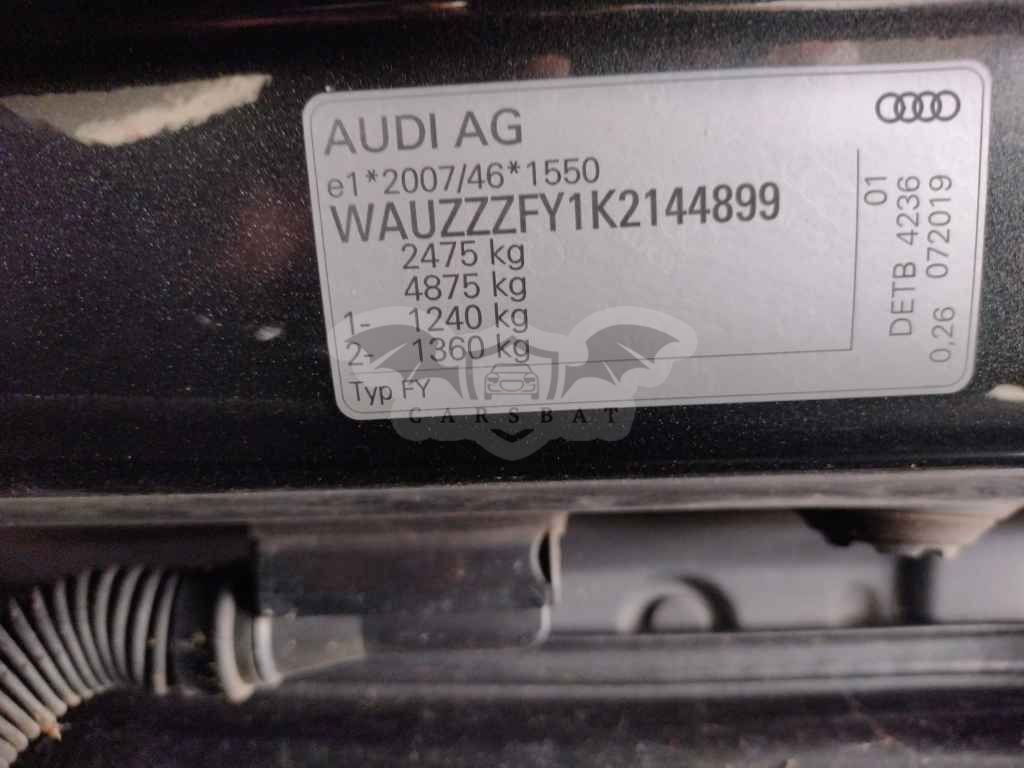 AUDI AG
e1*2007/46*1550
WAUZZZFY1K2144899
2475 kg
4875 kg
1- 1240 kg
2- 1360 kg
Typ FY
01
DETB 4236
0,26 072019
CARSBAT